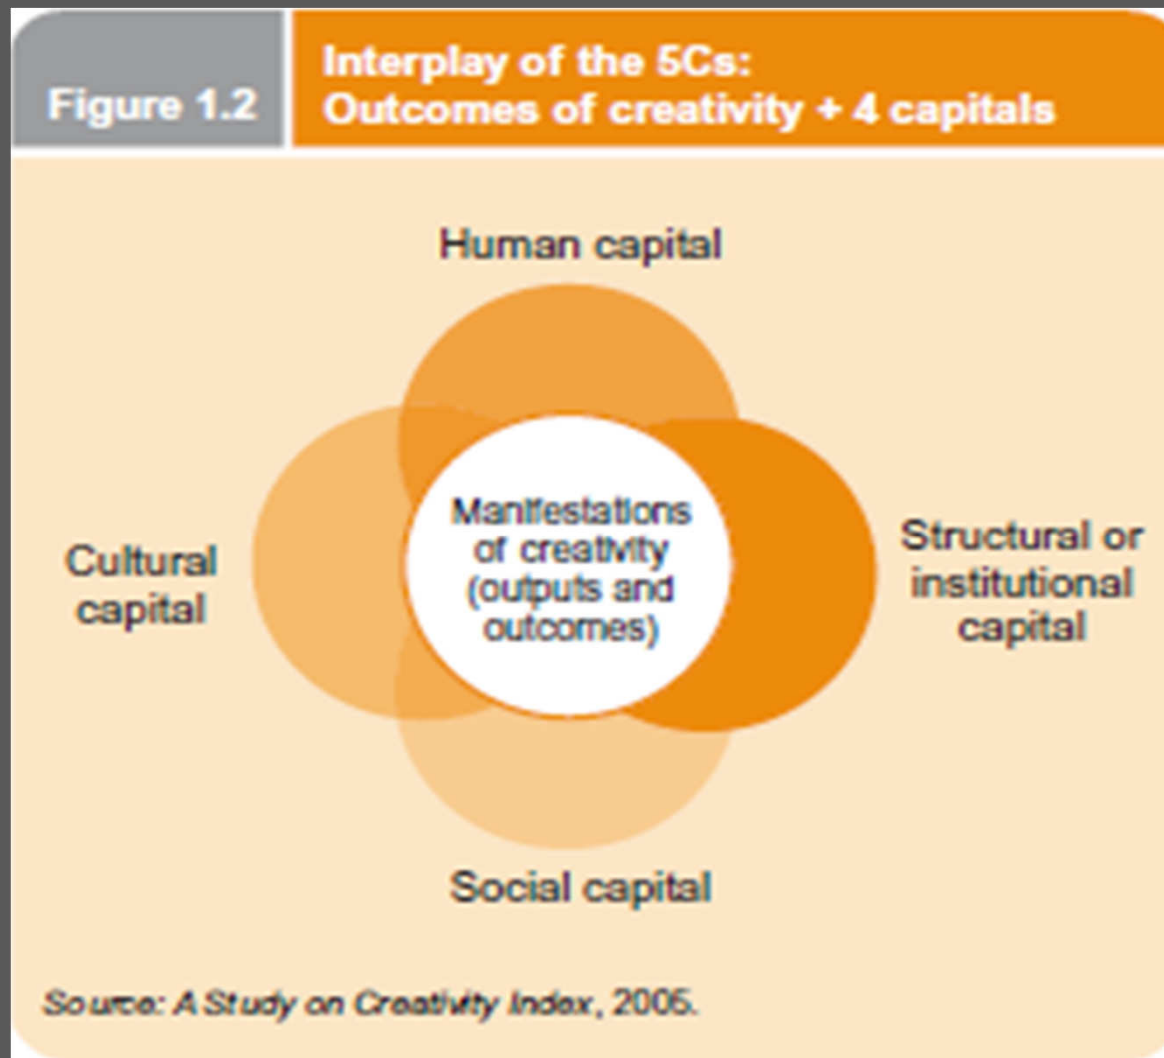 Figure 1.2
Interplay of the 5Cs:
Outcomes of creativity + 4 capitals
Human capital
Cultural
capital
Manifestations
of creativity
(outputs and
outcomes)
Structural or
institutional
capital
Social capital
Source: A Study on Creativity Index, 2005.